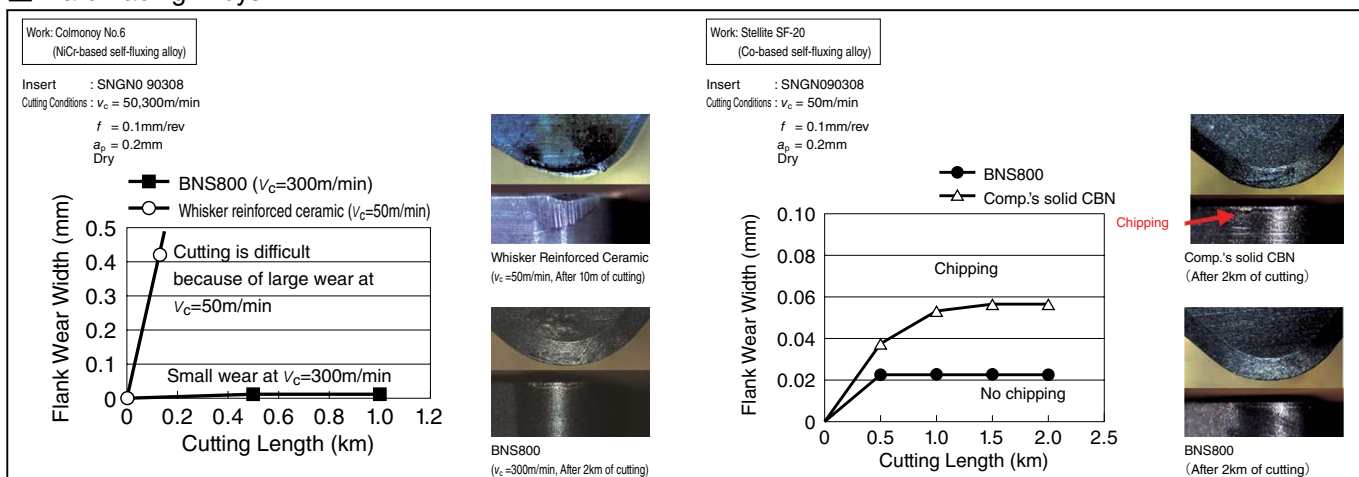 Work: Colmonoy No.6
(NiCr-based self-fluxing alloy)
Insert : SNGN0 90308
Cutting Conditions : vc = 50,300m/min
f = 0.1mm/rev
ap = 0.2mm
Dry
BNS800 (Vc=300m/min)
Whisker reinforced ceramic (Vc=50m/min)
Flank Wear Width (mm)
0.5
0.4
0.3
0.2
0.1
0
Cutting is difficult
because of large wear at
Vc=50m/min
Small wear at Vc=300m/min
0 0.2 0.4 0.6 0.8 1.0 1.2
Cutting Length (km)
Whisker Reinforced Ceramic
(vc =50m/min, After 10m of cutting)
BNS800
(vc =300m/min, After 2km of cutting)
Work: Stellite SF-20
(Co-based self-fluxing alloy)
Insert : SNGN090308
Cutting Conditions : vc = 50m/min
f = 0.1mm/rev
ap = 0.2mm
Dry
BNS800
Comp.'s solid CBN
Flank Wear Width (mm)
0.10
0.08
0.06
0.04
0.02
0
Chipping
No chipping
0 0.5 1.0 1.5 2.0 2.5
Cutting Length (km)
Chipping
Comp.'s solid CBN
(After 2km of cutting)
BNS800
(After 2km of cutting)